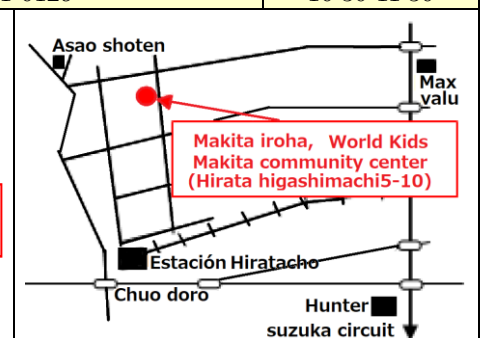 Asao shoten
Max
valu
Makita iroha, World Kids
Makita community center
(Hirata higashimachi5-10)
Estación Hiratacho
Chuo doro
Hunter
suzuka circuit